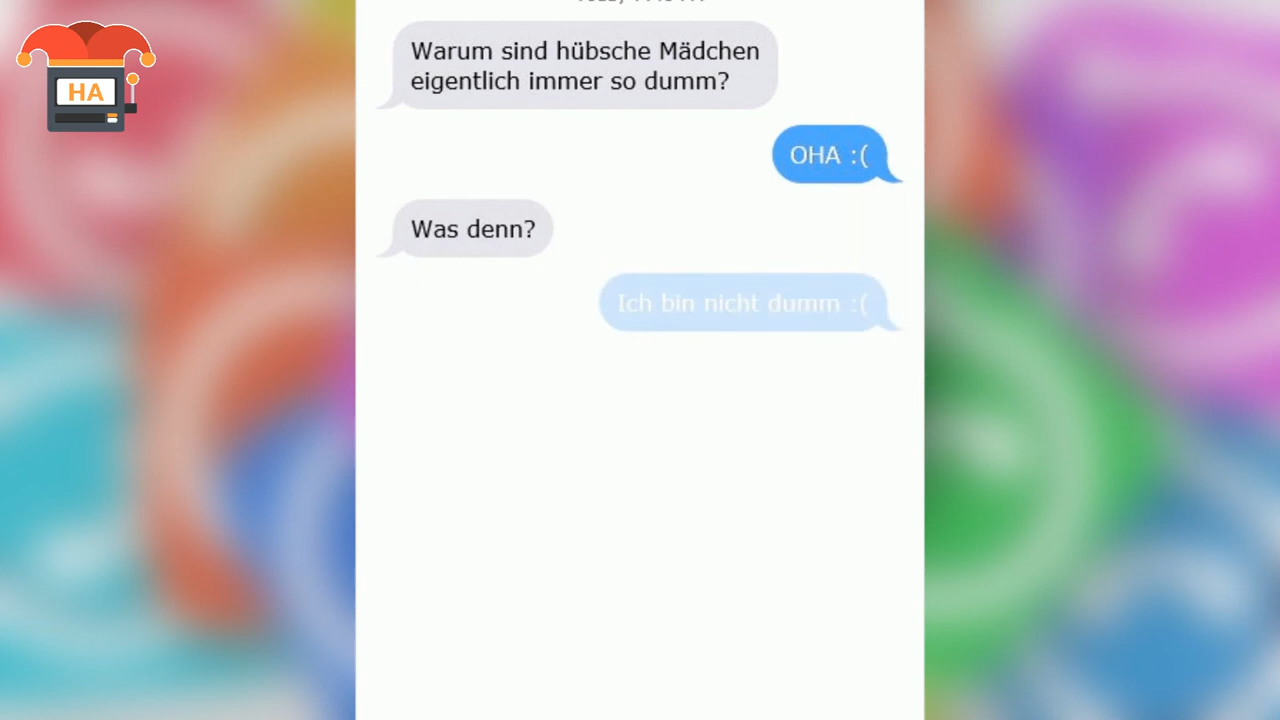 HA
Warum sind hübsche Mädchen
eigentlich immer so dumm?
OHA :(
Was denn?
Ich bin nicht dumm :(